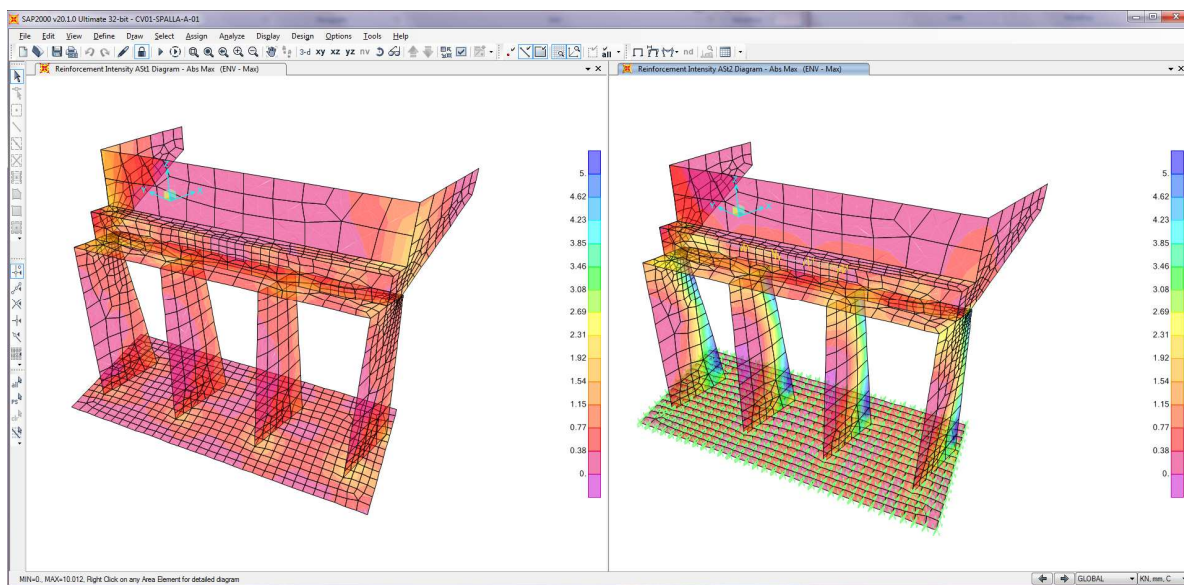 SAP2000 v20.1.0 Ultimate 32-bit - CV01-SPALLA-A-01
File Edit View Define Draw Select Assign Analyze Display Design Options Tools Help
3-d xy xz yz nv
all
nd
Reinforcement Intensity ASt1 Diagram - Abs Max (ENV - Max)
5.
4.62
4.23
3.85
3.46
3.08
2.69
2.31
1.92
1.54
1.15
0.77
0.38
0.
Reinforcement Intensity ASt2 Diagram - Abs Max (ENV - Max)
5.
4.62
4.23
3.85
3.46
3.08
2.69
2.31
1.92
1.54
1.15
0.77
0.38
0.
all
PS
MIN=0., MAX=10.012, Right Click on any Area Element for detailed diagram
GLOBAL
KN, mm, C